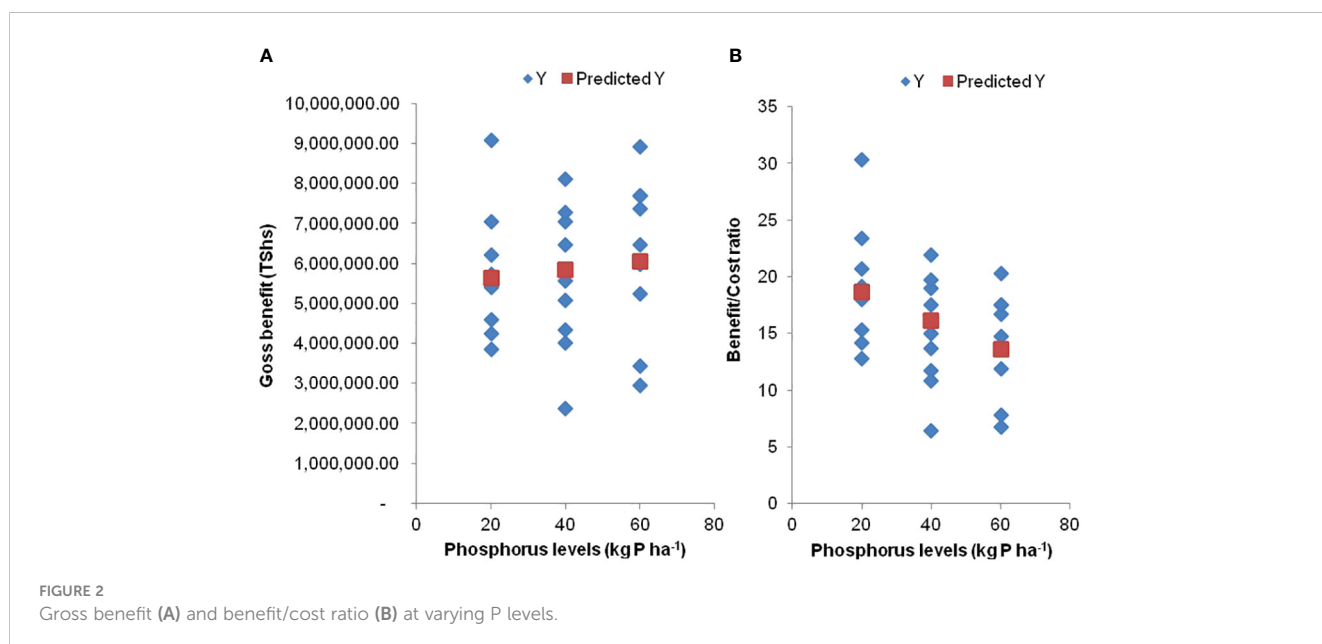 A
Y Predicted Y
10,000,000.00
9,000,000.00
8,000,000.00
7,000,000.00
6,000,000.00
5,000,000.00
4,000,000.00
3,000,000.00
2,000,000.00
1,000,000.00
-
0 20 40 60 80
Goss benefit (TShs)
Phosphorus levels (kg P ha⁻¹)
B
Y Predicted Y
35
30
25
20
15
10
5
0
0 20 40 60 80
Benefit/Cost ratio
Phosphorus levels (kg P ha⁻¹)
FIGURE 2
Gross benefit (A) and benefit/cost ratio (B) at varying P levels.